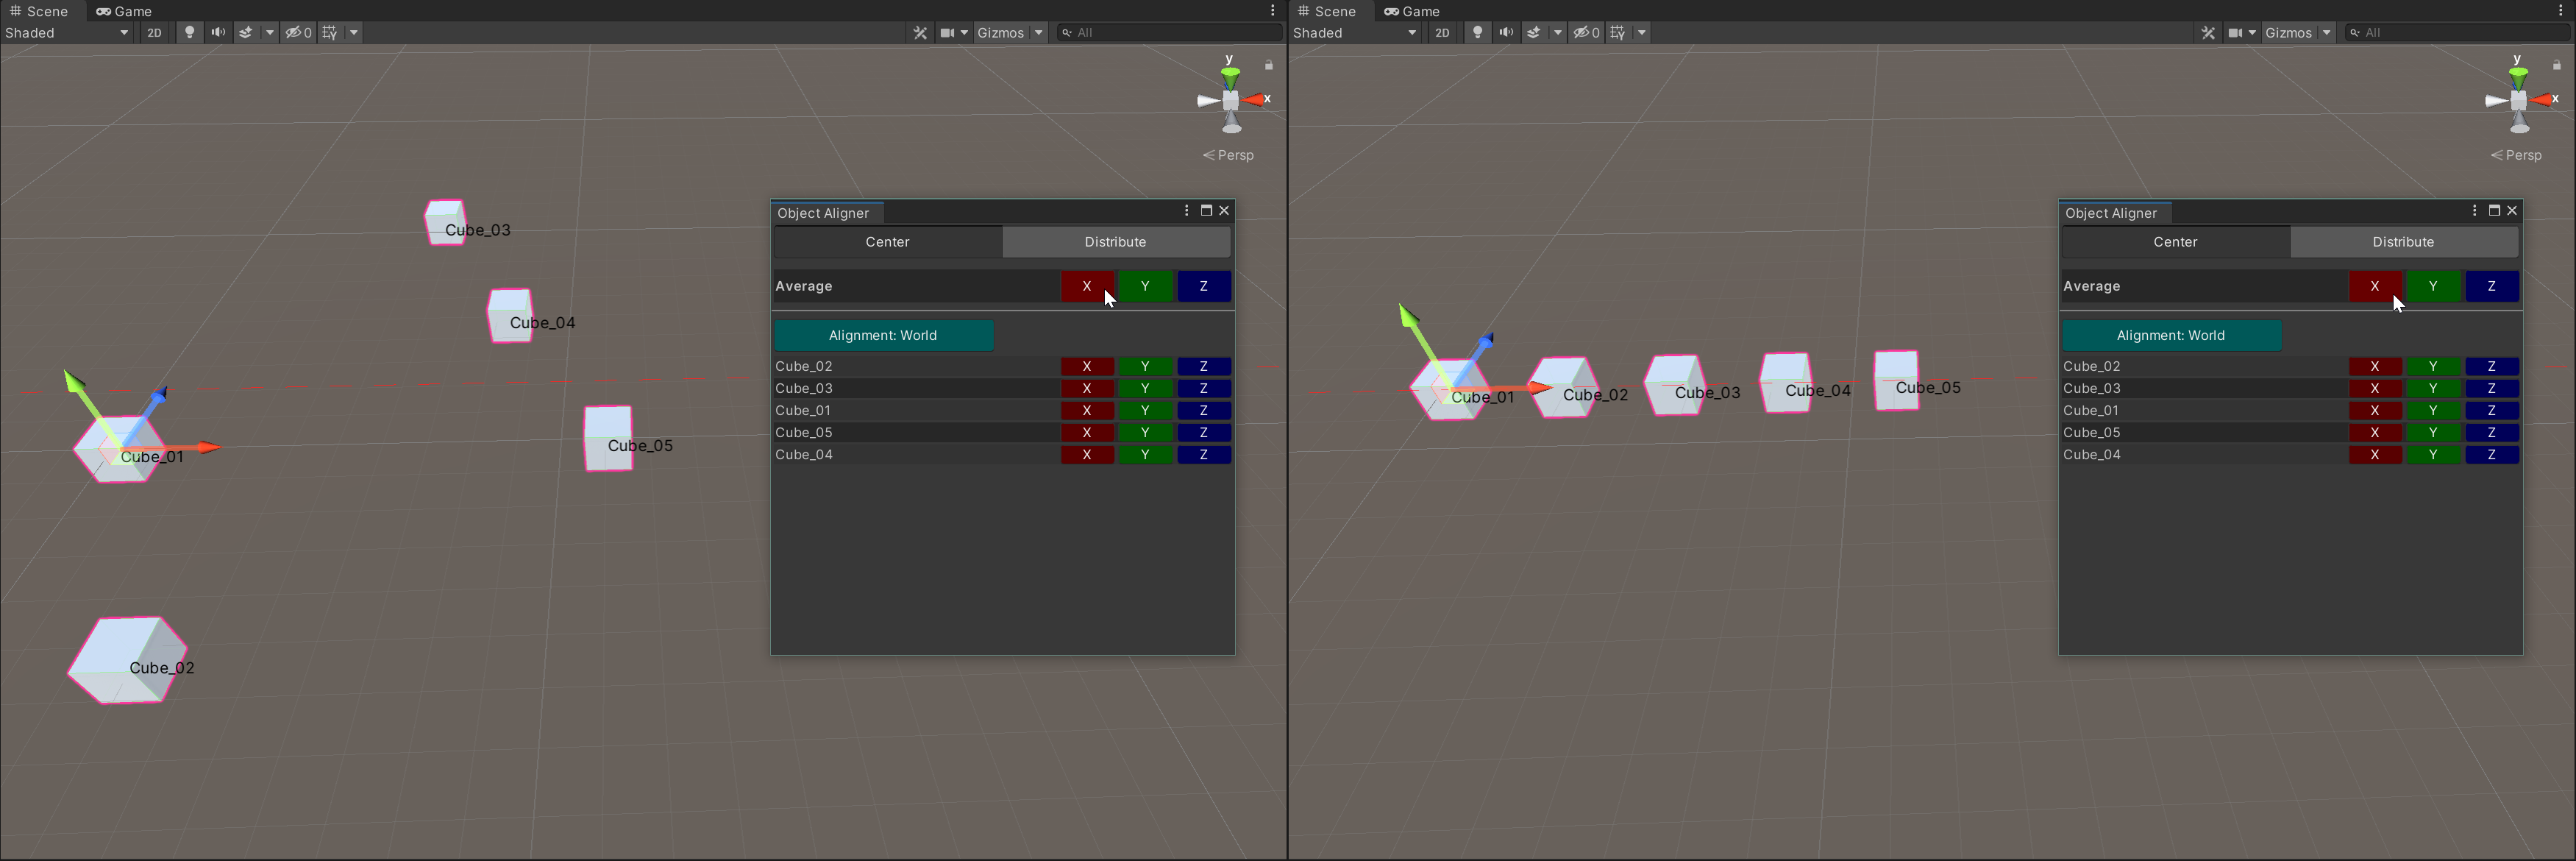 Scene Game
Shaded 2D 0 Gizmos All
y
x
Persp
Cube_03
Cube_04
Cube_01
Cube_05
Cube_02
Object Aligner
Center Distribute
Average X Y Z
Alignment: World
Cube_02 X Y Z
Cube_03 X Y Z
Cube_01 X Y Z
Cube_05 X Y Z
Cube_04 X Y Z
Scene Game
Shaded 2D 0 Gizmos All
y
x
Persp
Cube_01 Cube_02 Cube_03 Cube_04 Cube_05
Object Aligner
Center Distribute
Average X Y Z
Alignment: World
Cube_02 X Y Z
Cube_03 X Y Z
Cube_01 X Y Z
Cube_05 X Y Z
Cube_04 X Y Z